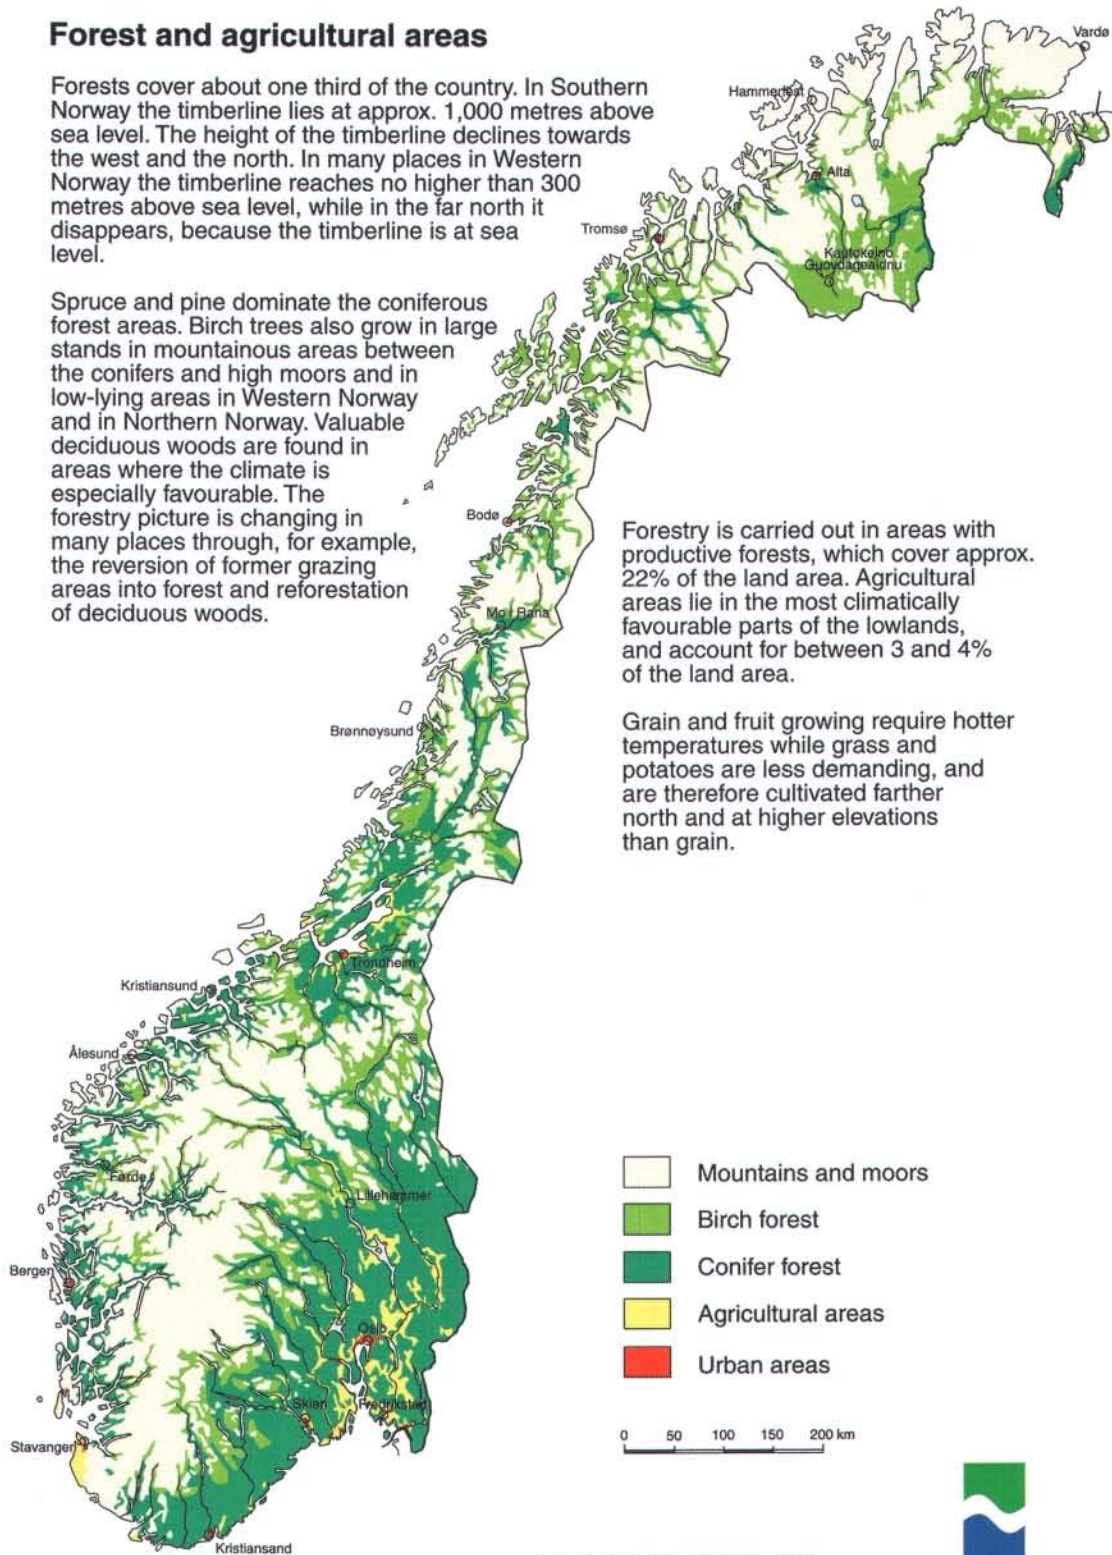 Forest and agricultural areas
Forests cover about one third of the country. In Southern
Norway the timberline lies at approx. 1,000 metres above
sea level. The height of the timberline declines towards
the west and the north. In many places in Western
Norway the timberline reaches no higher than 300
metres above sea level, while in the far north it
disappears, because the timberline is at sea
level.
Spruce and pine dominate the coniferous
forest areas. Birch trees also grow in large
stands in mountainous areas between
the conifers and high moors and in
low-lying areas in Western Norway
and in Northern Norway. Valuable
deciduous woods are found in
areas where the climate is
especially favourable. The
forestry picture is changing in
many places through, for example,
the reversion of former grazing
areas into forest and reforestation
of deciduous woods.
Forestry is carried out in areas with
productive forests, which cover approx.
22% of the land area. Agricultural
areas lie in the most climatically
favourable parts of the lowlands,
and account for between 3 and 4%
of the land area.
Grain and fruit growing require hotter
temperatures while grass and
potatoes are less demanding, and
are therefore cultivated farther
north and at higher elevations
than grain.
Vardø
Hammerfest
Alta
Tromsø
Kautokeino
Guovdageaidnu
Bodø
Mo i Rana
Brønnøysund
Trondheim
Kristiansund
Ålesund
Førde
Lillehammer
Bergen
Oslo
Skien
Fredrikstad
Stavanger
Kristiansand
Mountains and moors
Birch forest
Conifer forest
Agricultural areas
Urban areas
0 50 100 150 200 km